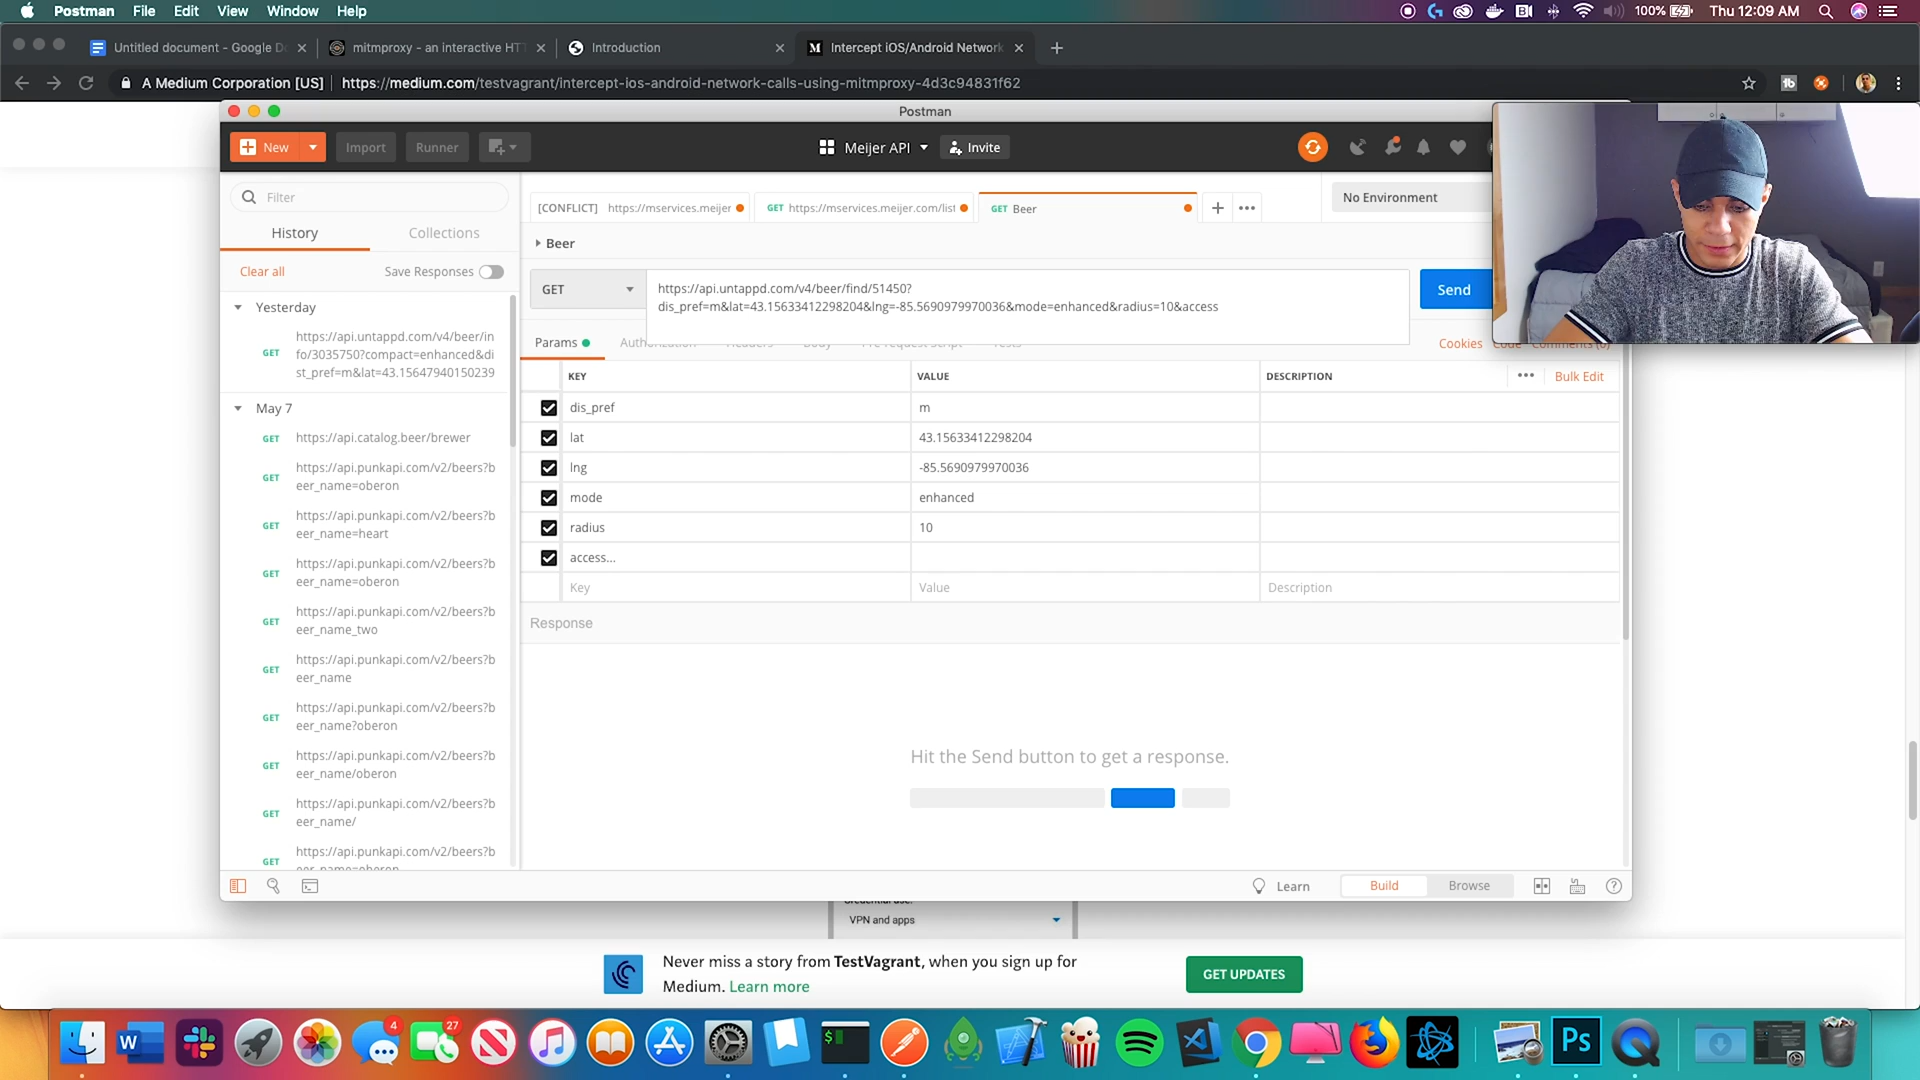 Postman File Edit View Window Help
100% Thu 12:09 AM
Untitled document - Google Do
mitmproxy - an interactive HTT
Introduction
Intercept iOS/Android Network
A Medium Corporation [US] https://medium.com/testvagrant/intercept-ios-android-network-calls-using-mitmproxy-4d3c94831f62
Postman
New
Import
Runner
Meijer API
Invite
Filter
History
Collections
Clear all
Save Responses
Yesterday
GET https://api.untappd.com/v4/beer/in
fo/3035750?compact=enhanced&di
st_pref=m&lat=43.15647940150239
May 7
GET https://api.catalog.beer/brewer
GET https://api.punkapi.com/v2/beers?b
eer_name=oberon
GET https://api.punkapi.com/v2/beers?b
eer_name=heart
GET https://api.punkapi.com/v2/beers?b
eer_name=oberon
GET https://api.punkapi.com/v2/beers?b
eer_name_two
GET https://api.punkapi.com/v2/beers?b
eer_name
GET https://api.punkapi.com/v2/beers?b
eer_name?oberon
GET https://api.punkapi.com/v2/beers?b
eer_name/oberon
GET https://api.punkapi.com/v2/beers?b
eer_name/
GET https://api.punkapi.com/v2/beers?b
eer_name=oberon
[CONFLICT] https://mservices.meijer
GET https://mservices.meijer.com/list
GET Beer
No Environment
Beer
GET
https://api.untappd.com/v4/beer/find/51450?
dis_pref=m&lat=43.15633412298204&lng=-85.5690979970036&mode=enhanced&radius=10&access
Send
Params
Cookies Code Comments (0)
KEY VALUE DESCRIPTION
Bulk Edit
dis_pref m
lat 43.15633412298204
lng -85.5690979970036
mode enhanced
radius 10
access...
Key Value Description
Response
Hit the Send button to get a response.
Learn
Build
Browse
VPN and apps
Never miss a story from TestVagrant, when you sign up for
Medium. Learn more
GET UPDATES
4
27
W
$
Ps